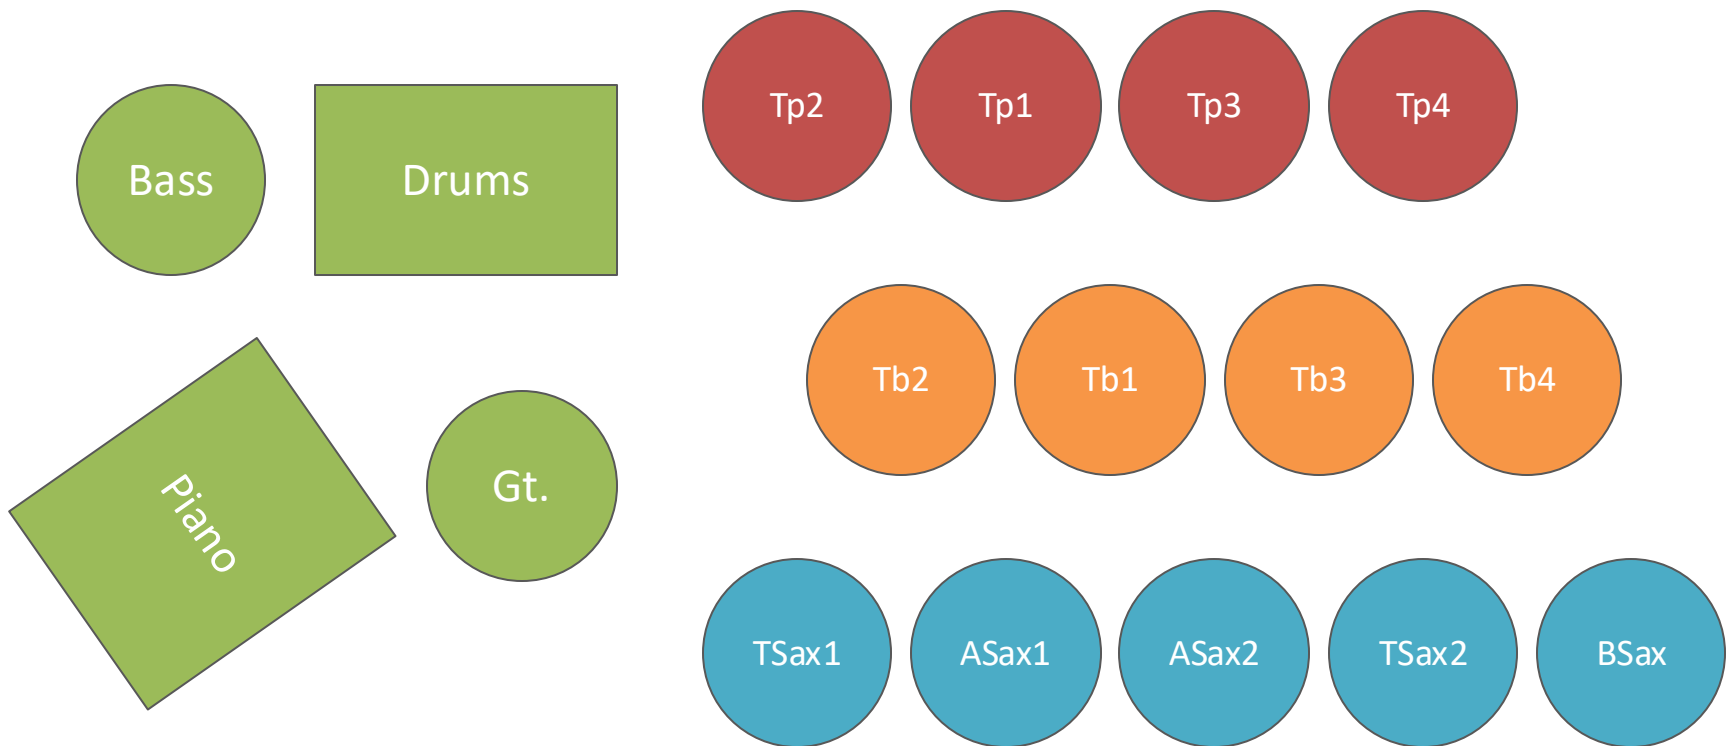 Bass
Drums
Piano
Gt.
Tp2 Tp1 Tp3 Tp4
Tb2 Tb1 Tb3 Tb4
TSax1 ASax1 ASax2 TSax2 BSax